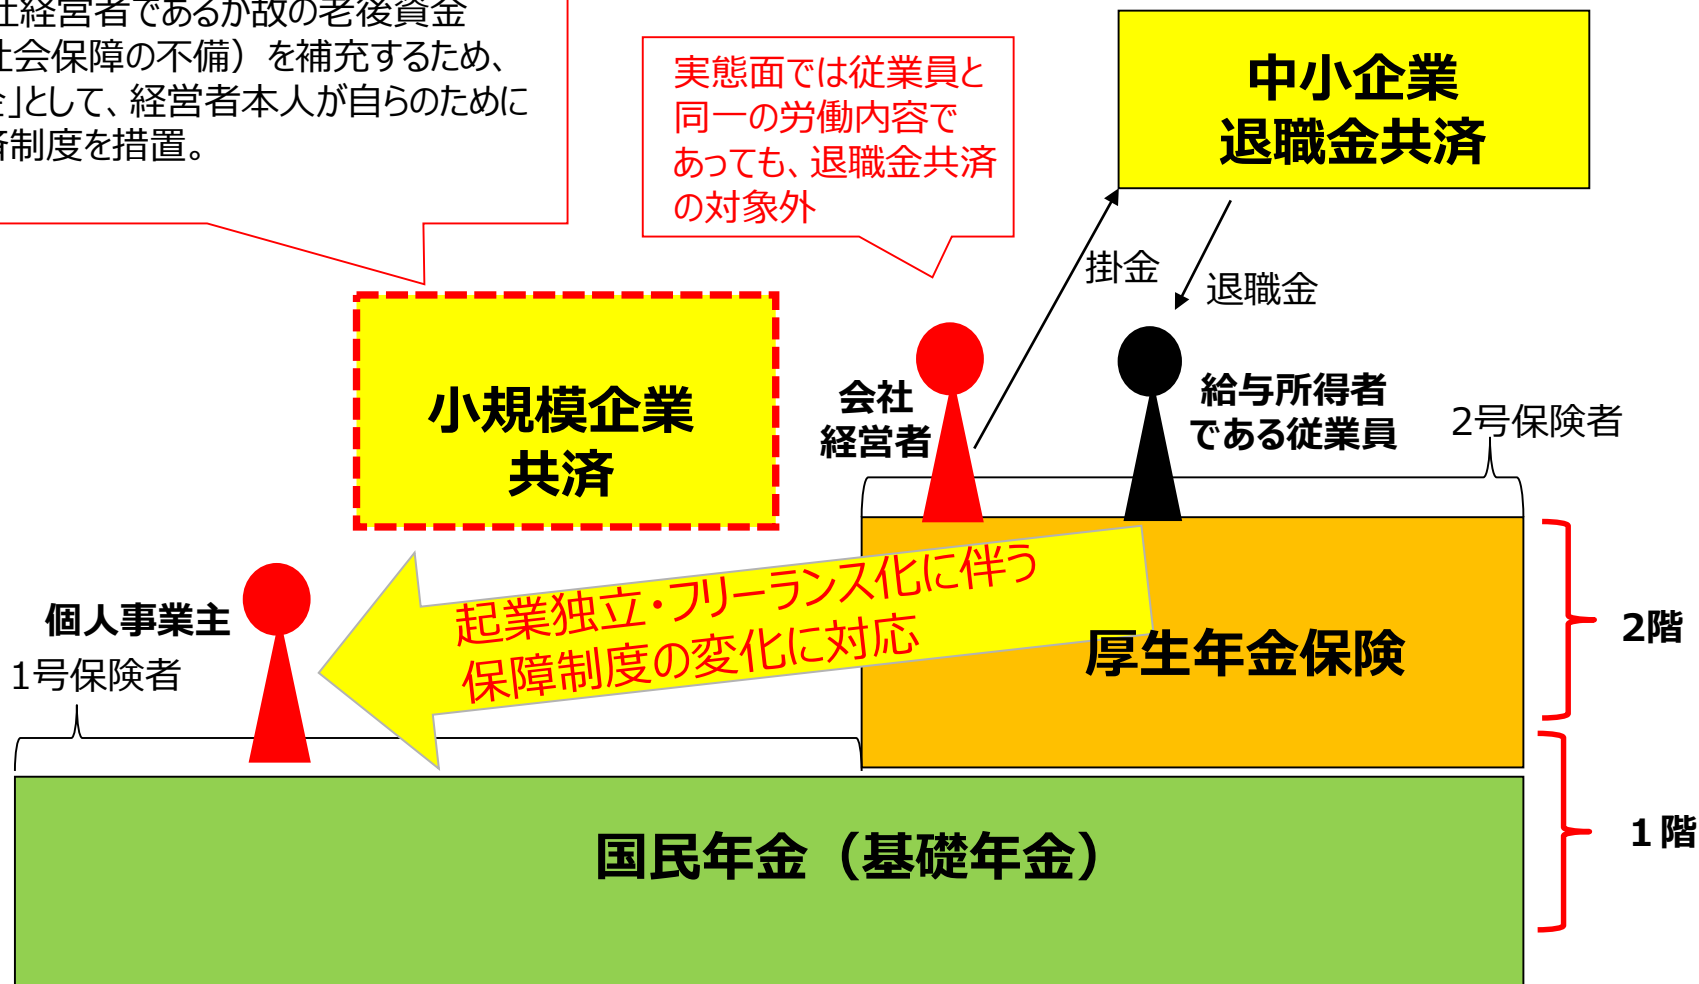 社経営者であるが故の老後資金
社会保障の不備）を補充するため、
金」として、経営者本人が自らのために
済制度を措置。
実態面では従業員と
同一の労働内容で
あっても、退職金共済
の対象外
中小企業
退職金共済
掛金
退職金
小規模企業
共済
会社
経営者
給与所得者
である従業員
2号保険者
起業独立・フリーランス化に伴う
保障制度の変化に対応
個人事業主
1号保険者
厚生年金保険
2階
国民年金（基礎年金）
１階